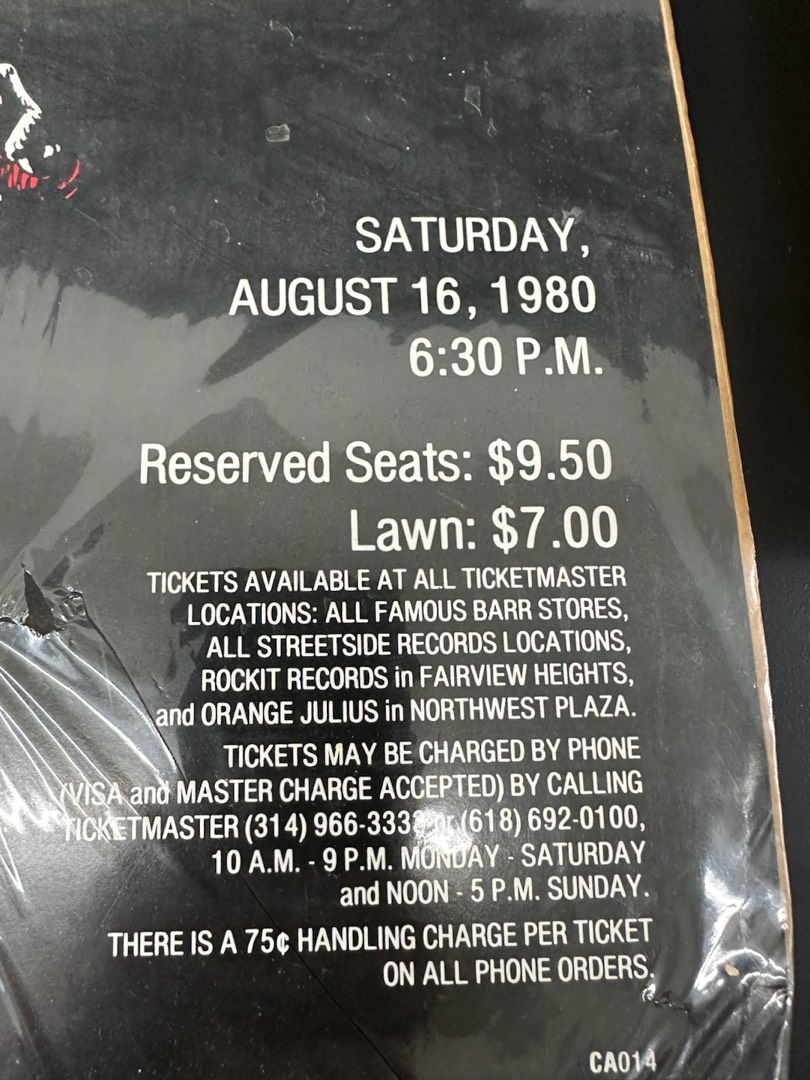 SATURDAY,
AUGUST 16, 1980
6:30 P.M.
Reserved Seats: $9.50
Lawn: $7.00
TICKETS AVAILABLE AT ALL TICKETMASTER
LOCATIONS: ALL FAMOUS BARR STORES,
ALL STREETSIDE RECORDS LOCATIONS,
ROCKIT RECORDS in FAIRVIEW HEIGHTS,
and ORANGE JULIUS in NORTHWEST PLAZA.
TICKETS MAY BE CHARGED BY PHONE
(VISA and MASTER CHARGE ACCEPTED) BY CALLING
TICKETMASTER (314) or (618) 692-0100,
10 A.M. - 9 P.M. MONDAY - SATURDAY
and NOON - 5 P.M. SUNDAY.
THERE IS A 75¢ HANDLING CHARGE PER TICKET
ON ALL PHONE ORDERS.
CA014